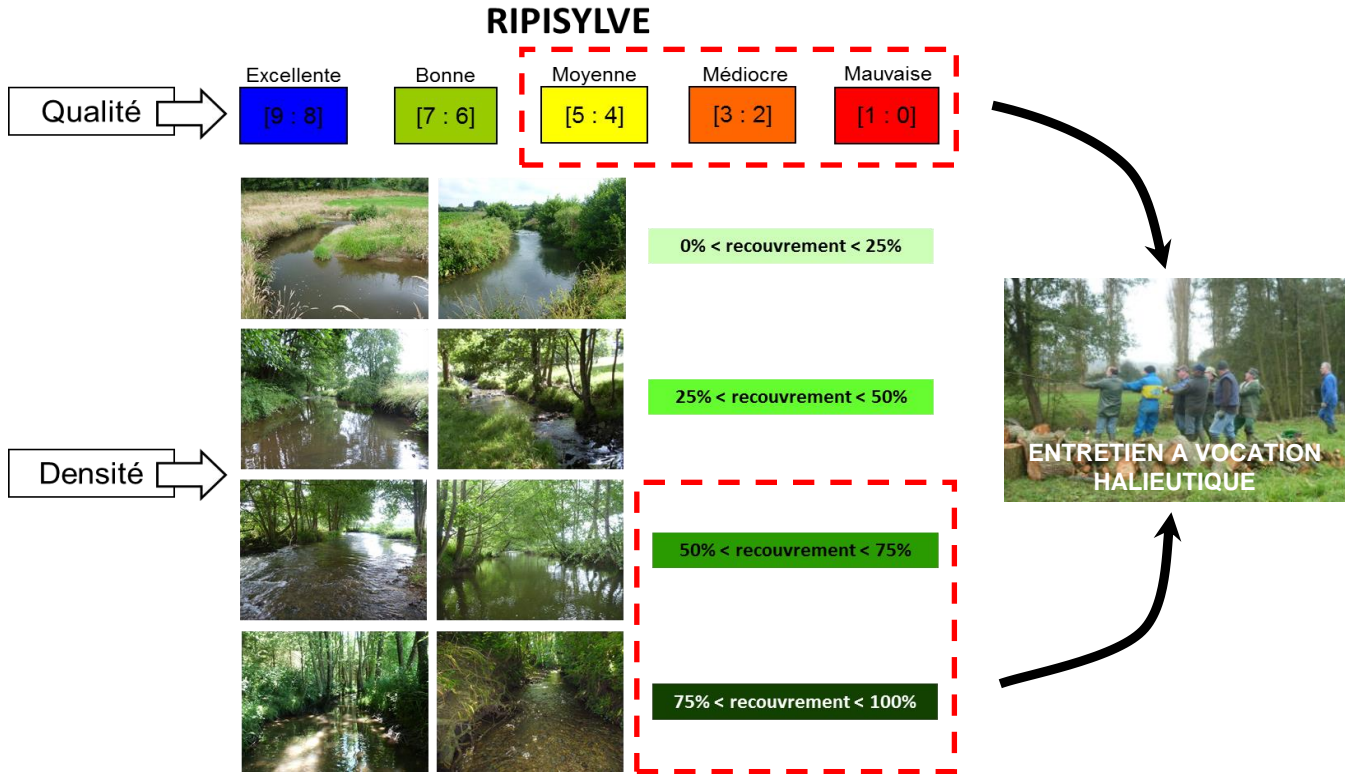 RIPISYLVE
Excellente
Bonne
Moyenne
Médiocre
Mauvaise
Qualité
[9 : 8]
[7 : 6]
[5 : 4]
[3 : 2]
[1 : 0]
0% < recouvrement < 25%
25% < recouvrement < 50%
Densité
50% < recouvrement < 75%
75% < recouvrement < 100%
ENTRETIEN A VOCATION
HALIEUTIQUE